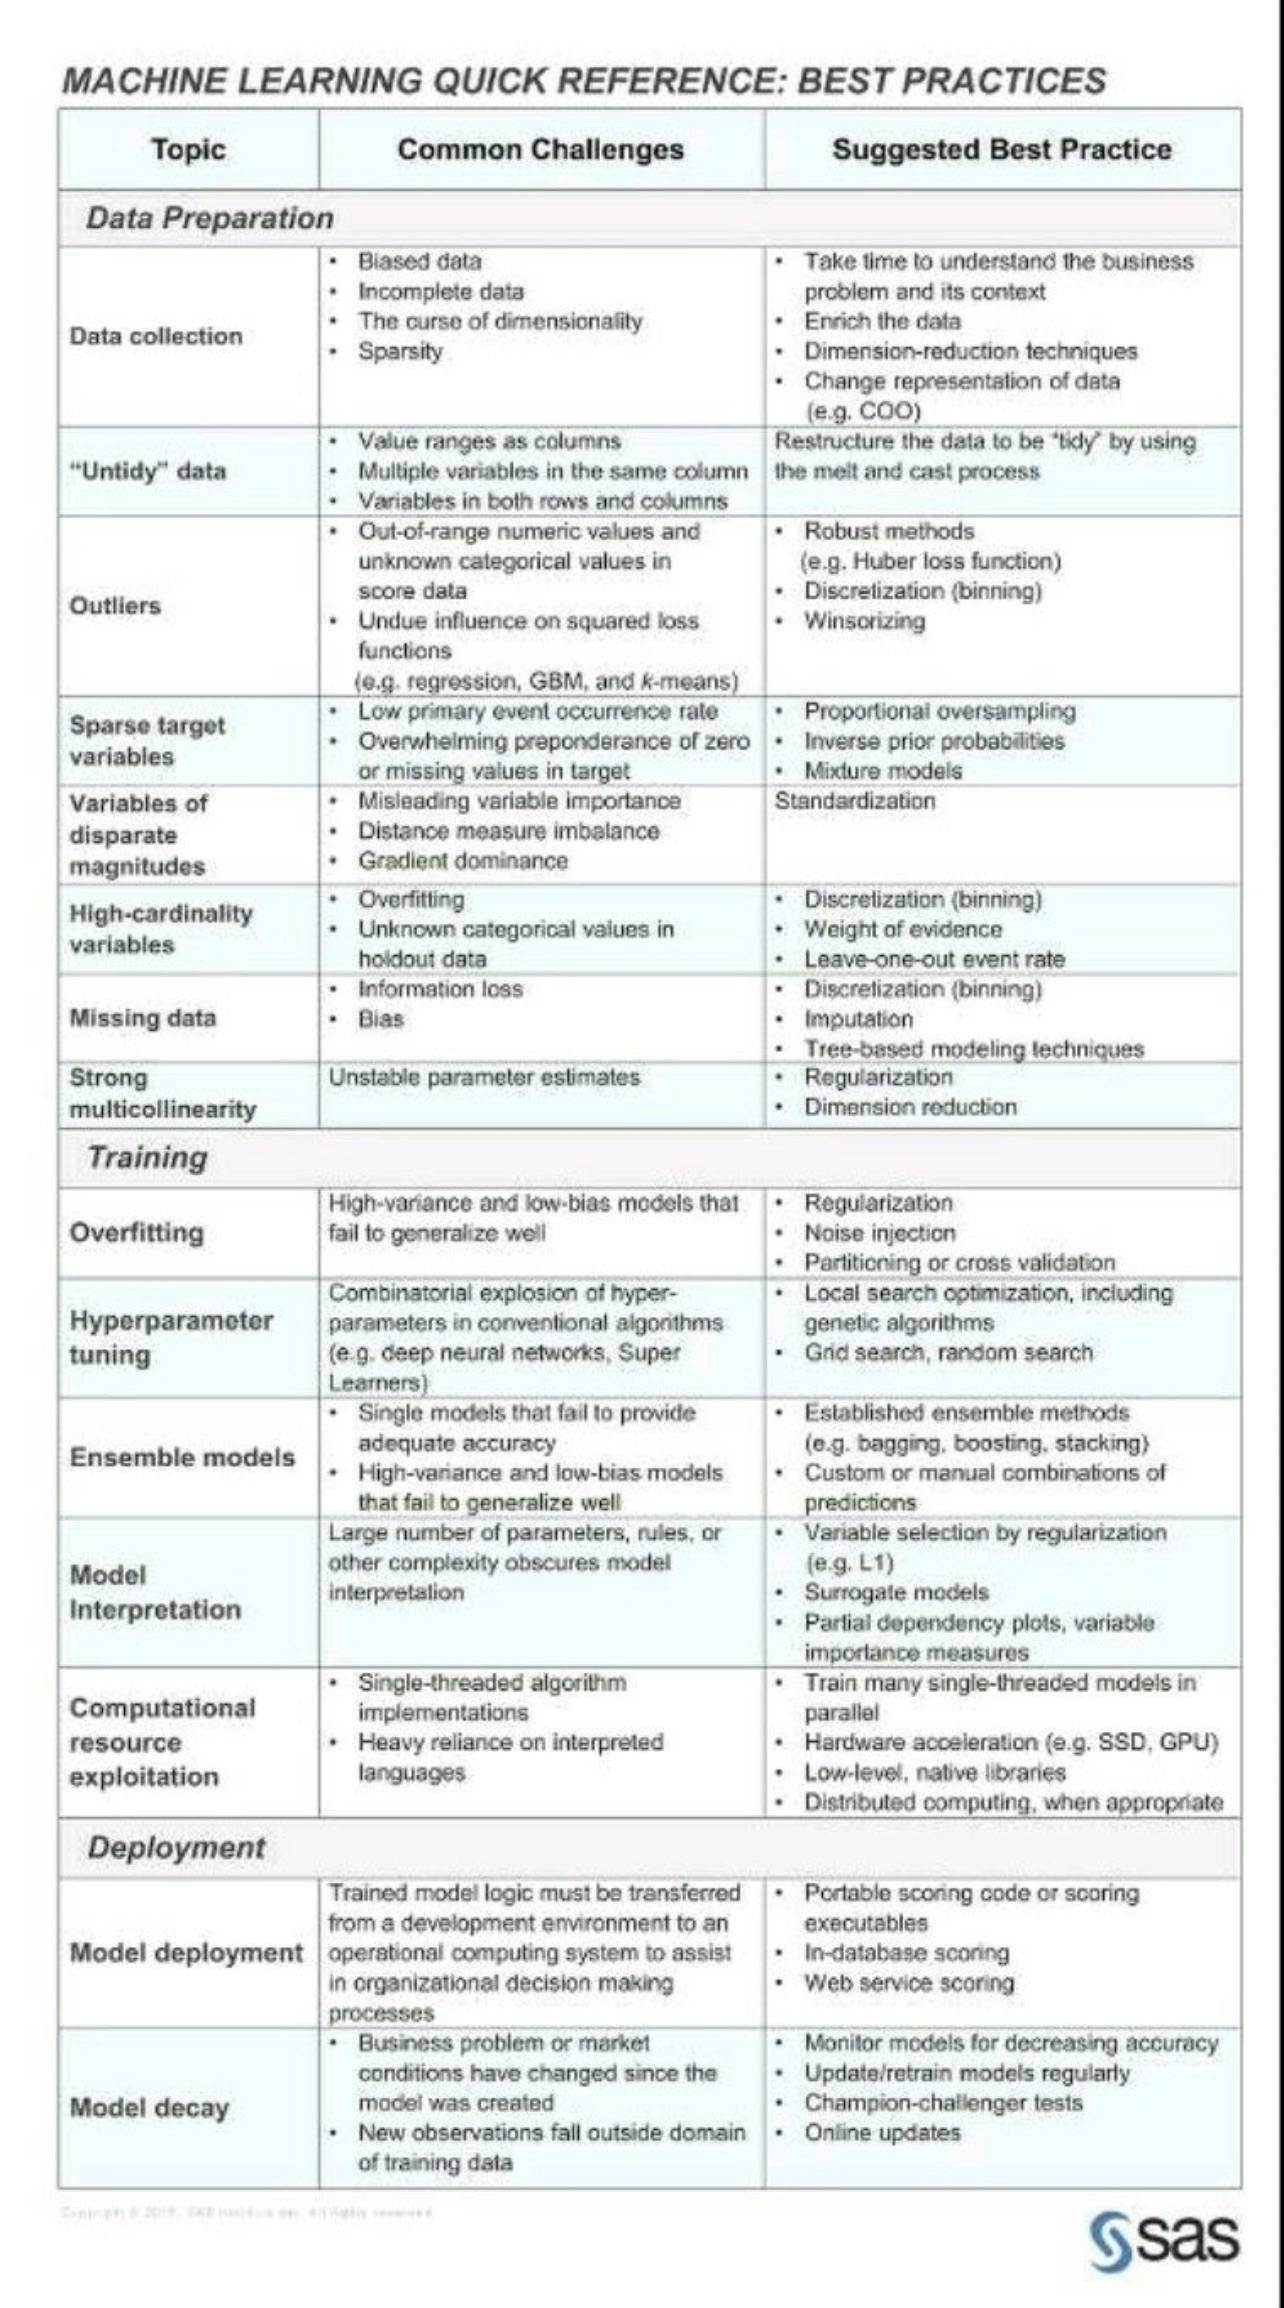 MACHINE LEARNING QUICK REFERENCE: BEST PRACTICES
Topic
Common Challenges
Suggested Best Practice
Data Preparation
Data collection
• Biased data
• Incomplete data
• The curse of dimensionality
• Sparsity
• Take time to understand the business
problem and its context
• Enrich the data
• Dimension-reduction techniques
• Change representation of data
(e.g. COO)
“Untidy” data
• Value ranges as columns
• Multiple variables in the same column
• Variables in both rows and columns
Restructure the data to be “tidy” by using
the melt and cast process
Outliers
• Out-of-range numeric values and
unknown categorical values in
score data
• Undue influence on squared loss
functions
(e.g. regression, GBM, and k-means)
• Robust methods
(e.g. Huber loss function)
• Discretization (binning)
• Winsorizing
Sparse target
variables
• Low primary event occurrence rate
• Overwhelming preponderance of zero
or missing values in target
• Proportional oversampling
• Inverse prior probabilities
• Mixture models
Variables of
disparate
magnitudes
• Misleading variable importance
• Distance measure imbalance
• Gradient dominance
Standardization
High-cardinality
variables
• Overfitting
• Unknown categorical values in
holdout data
• Discretization (binning)
• Weight of evidence
• Leave-one-out event rate
Missing data
• Information loss
• Bias
• Discretization (binning)
• Imputation
• Tree-based modeling techniques
Strong
multicollinearity
Unstable parameter estimates
• Regularization
• Dimension reduction
Training
Overfitting
High-variance and low-bias models that
fail to generalize well
• Regularization
• Noise injection
• Partitioning or cross validation
Hyperparameter
tuning
Combinatorial explosion of hyper-
parameters in conventional algorithms
(e.g. deep neural networks, Super
Learners)
• Local search optimization, including
genetic algorithms
• Grid search, random search
Ensemble models
• Single models that fail to provide
adequate accuracy
• High-variance and low-bias models
that fail to generalize well
• Established ensemble methods
(e.g. bagging, boosting, stacking)
• Custom or manual combinations of
predictions
Model
Interpretation
Large number of parameters, rules, or
other complexity obscures model
interpretation
• Variable selection by regularization
(e.g. L1)
• Surrogate models
• Partial dependency plots, variable
importance measures
Computational
resource
exploitation
• Single-threaded algorithm
implementations
• Heavy reliance on interpreted
languages
• Train many single-threaded models in
parallel
• Hardware acceleration (e.g. SSD, GPU)
• Low-level, native libraries
• Distributed computing, when appropriate
Deployment
Model deployment
Trained model logic must be transferred
from a development environment to an
operational computing system to assist
in organizational decision making
processes
• Portable scoring code or scoring
executables
• In-database scoring
• Web service scoring
Model decay
• Business problem or market
conditions have changed since the
model was created
• New observations fall outside domain
of training data
• Monitor models for decreasing accuracy
• Update/retrain models regularly
• Champion-challenger tests
• Online updates
sas